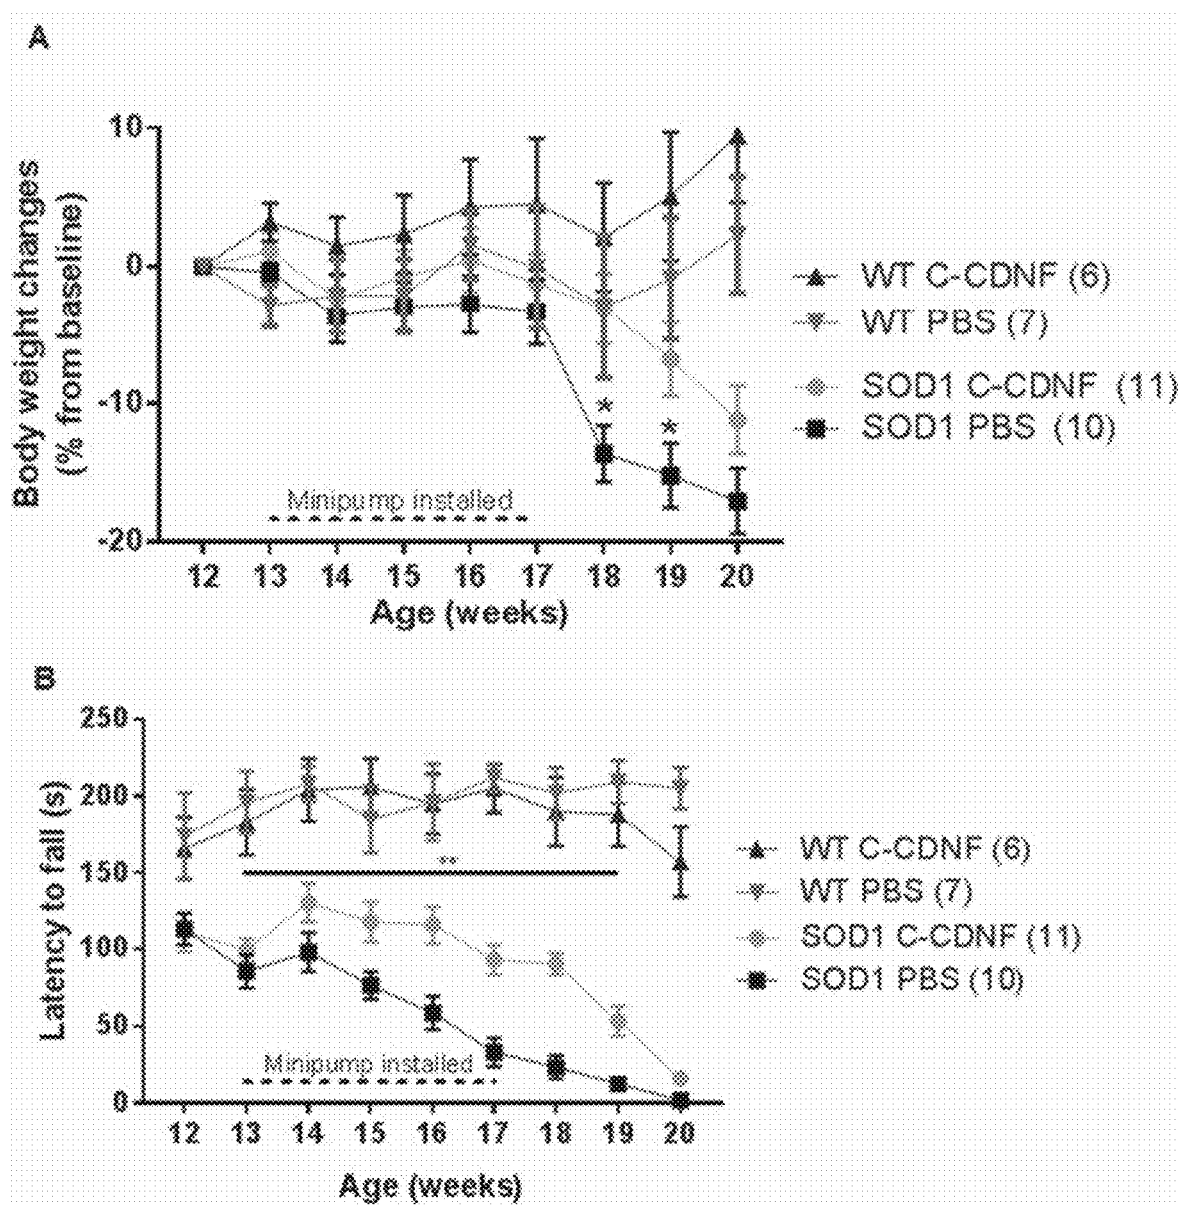 A
Body weight changes
(% from baseline)
10
0
-10
-20
*
*
Minipump installed
12 13 14 15 16 17 18 19 20
Age (weeks)
WT C-CDNF (6)
WT PBS (7)
SOD1 C-CDNF (11)
SOD1 PBS (10)
B
Latency to fall (s)
250
200
150
100
50
0
**
Minipump installed
12 13 14 15 16 17 18 19 20
Age (weeks)
WT C-CDNF (6)
WT PBS (7)
SOD1 C-CDNF (11)
SOD1 PBS (10)